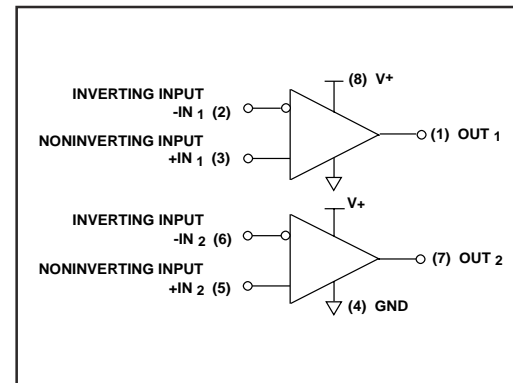 (8) V+
INVERTING INPUT
-IN 1 (2)
NONINVERTING INPUT
+IN 1 (3)
(1) OUT 1
V+
INVERTING INPUT
-IN 2 (6)
NONINVERTING INPUT
+IN 2 (5)
(7) OUT 2
(4) GND